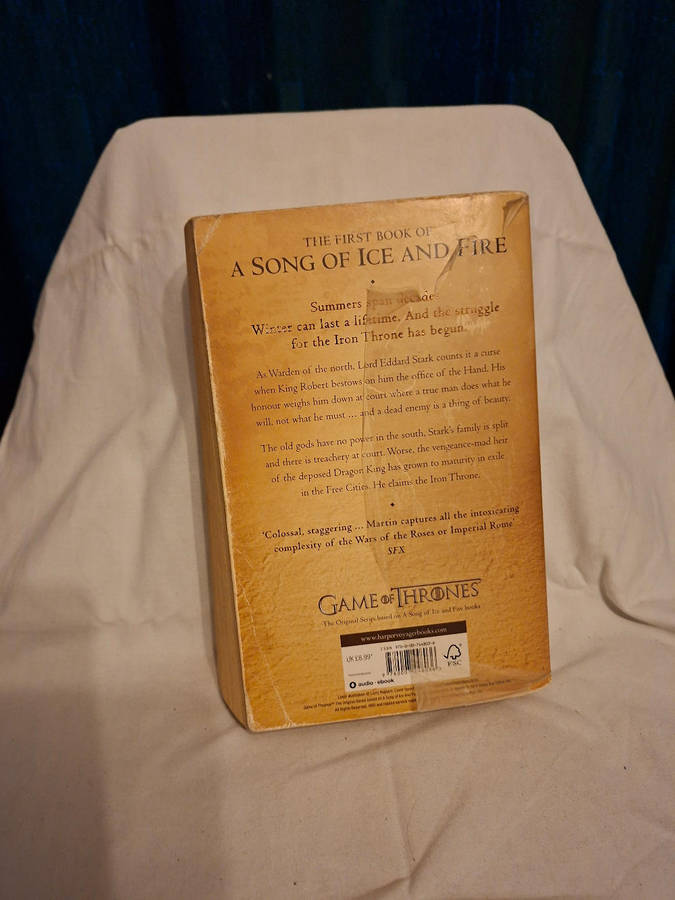 THE FIRST BOOK OF
A SONG OF ICE AND FIRE
Summers span decade
Winter can last a lifetime. And the struggle
for the Iron Throne has begun.
As Warden of the north, Lord Eddard Stark counts it a curse
when King Robert bestows on him the office of the Hand. His
honour weighs him down at court where a true man does what he
will, not what he must ... and a dead enemy is a thing of beauty.
The old gods have no power in the south, Stark's family is split
and there is treachery at court. Worse, the vengeance-mad heir
of the deposed Dragon King has grown to maturity in exile
in the Free Cities. He claims the Iron Throne.
'Colossal, staggering ... Martin captures all the intoxicating
complexity of the Wars of the Roses or Imperial Rome'
SFX
GAME OF THRONES
The Original Series based on A Song of Ice and Fire books
www.harpervoyagerbooks.com
UK £8.99*
ISBN
FSC
audio · ebook